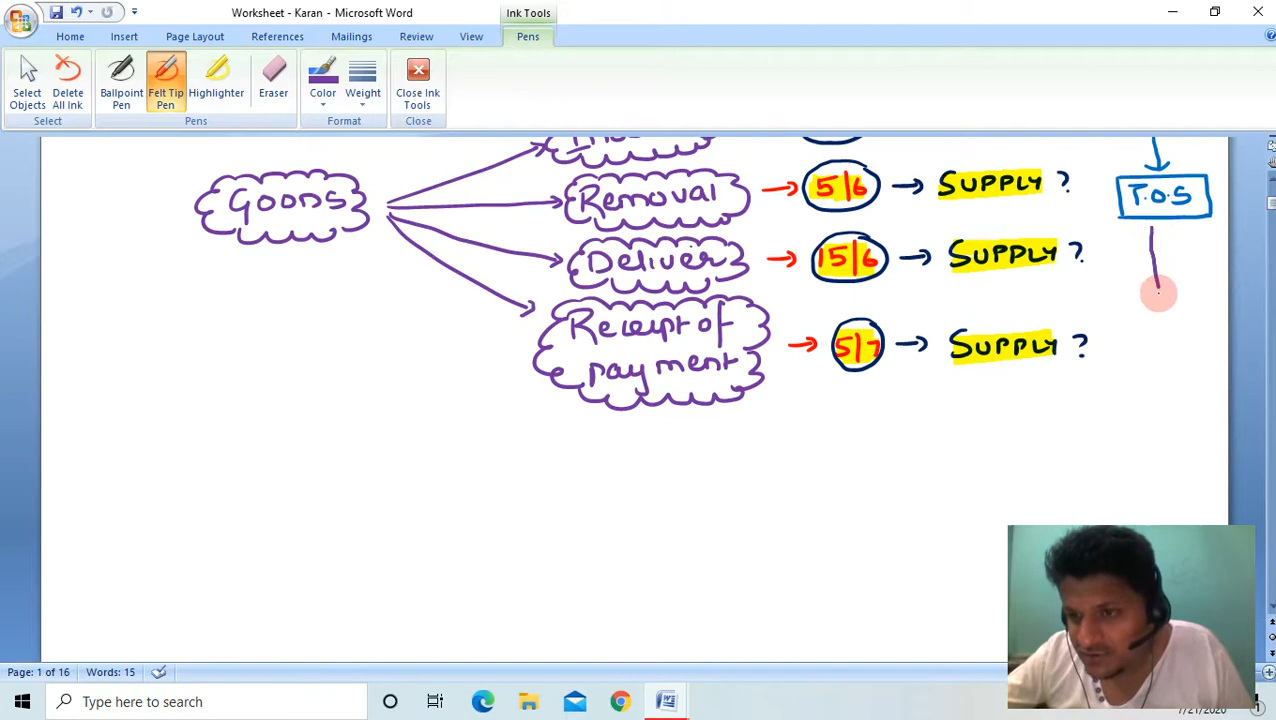 Worksheet - Karan - Microsoft Word
Ink Tools
Home
Insert
Page Layout
References
Mailings
Review
View
Pens
Select Objects
Delete All Ink
Ballpoint Pen
Felt Tip Pen
Highlighter
Eraser
Color
Weight
Close Ink Tools
Select
Pens
Format
Close
Goods
Removal → 5|6 → SUPPLY ?
T.O.S
Deliver → 15|6 → SUPPLY ?
Receipt of
payment → 5|7 → SUPPLY ?
Page: 1 of 16
Words: 15
Type here to search
7/21/2020